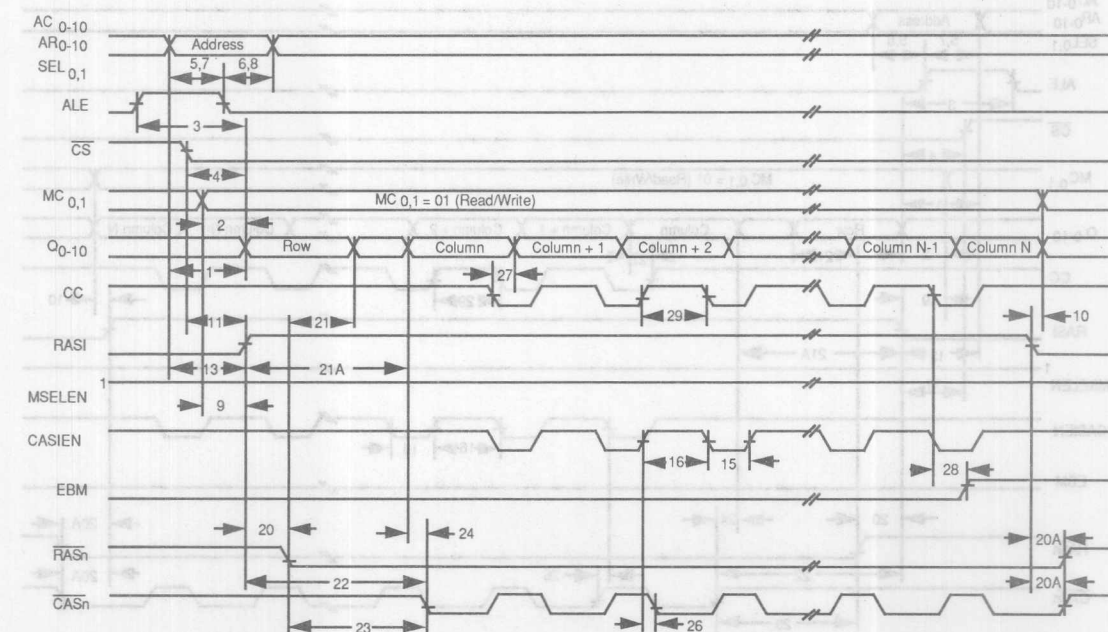 AC 0-10
AR0-10 Address
SEL 0,1 5,7 6,8
ALE
3
CS
4
MC 0,1 MC 0,1 = 01 (Read/Write)
2
Q0-10 Row Column Column + 1 Column + 2 Column N-1 Column N
1 27
CC
11 21 29 10
RASI
13 21A
1
MSELEN
9
CASIEN
16 15
28
EBM
20 24 20A
RASn
22 20A
CASn
23 26